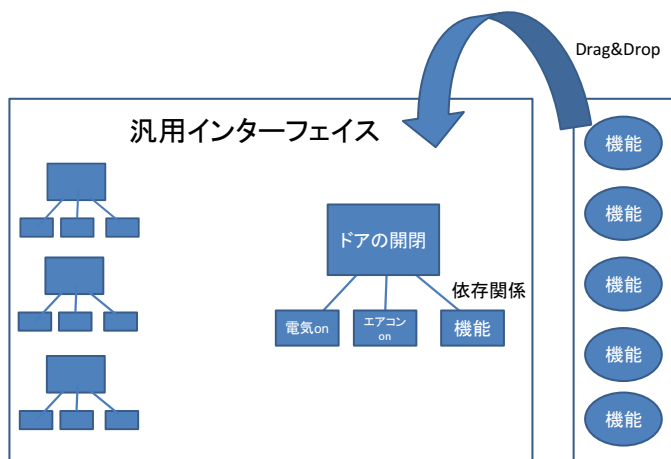 Drag&Drop
汎用インターフェイス
機能
機能
機能
機能
機能
ドアの開閉
依存関係
電気on
エアコン
on
機能